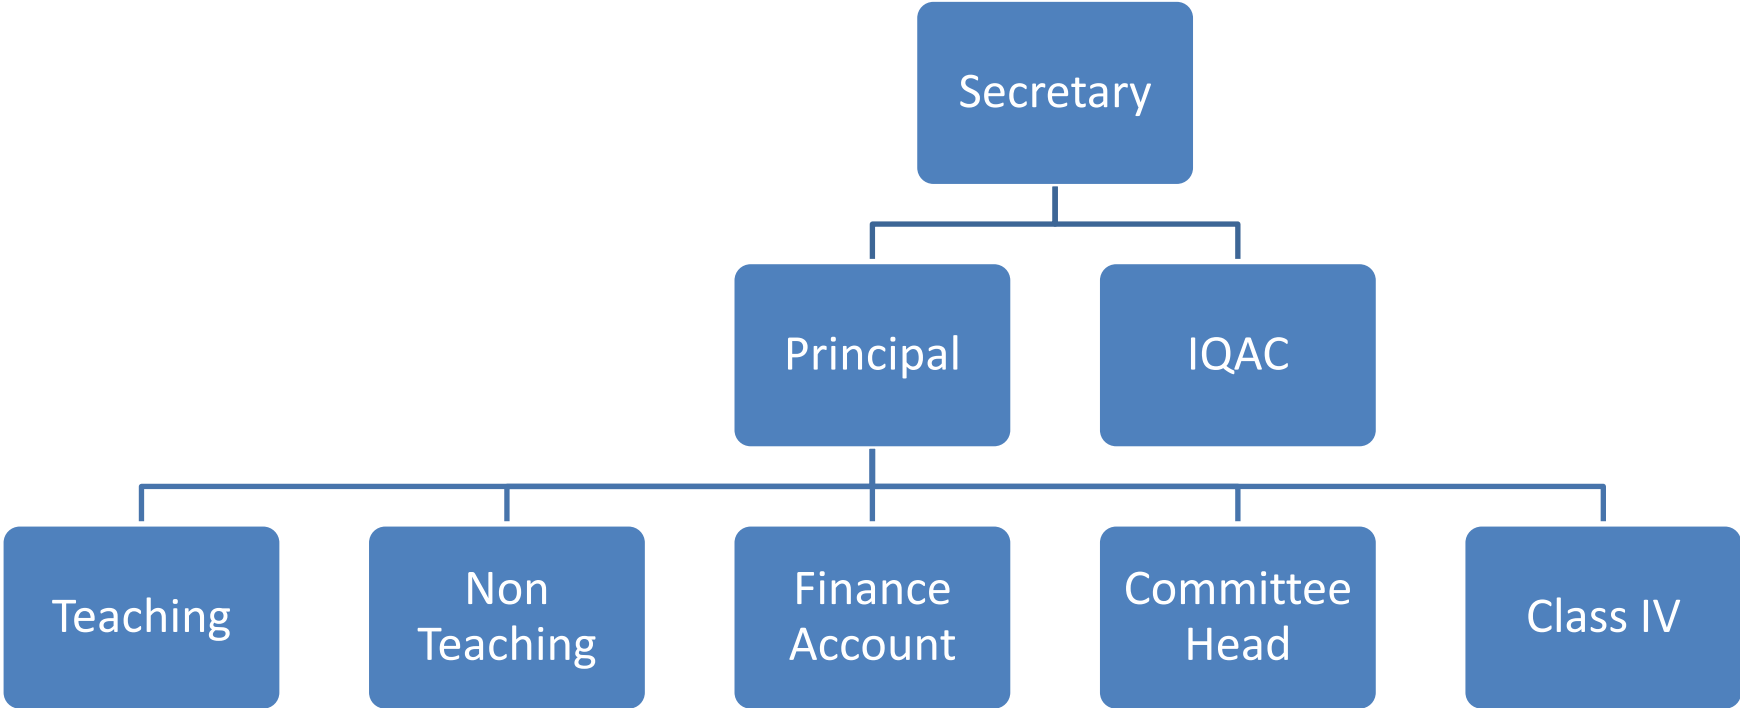 Secretary
Principal
IQAC
Teaching
Non
Teaching
Finance
Account
Committee
Head
Class IV